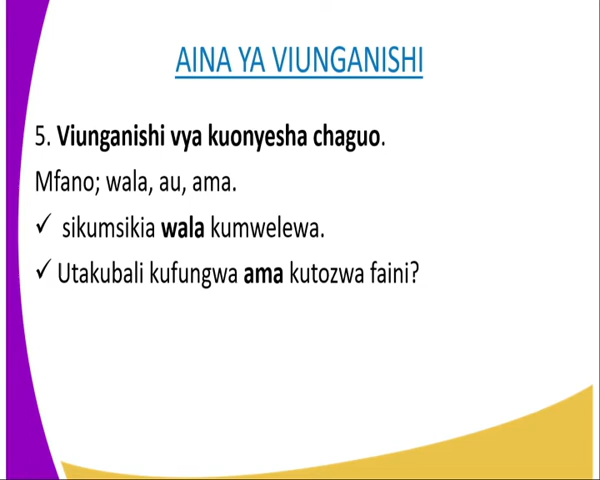 AINA YA VIUNGANISHI
5. Viunganishi vya kuonyesha chaguo.
Mfano; wala, au, ama.
✓ sikumsikia wala kumwelewa.
✓ Utakubali kufungwa ama kutozwa faini?